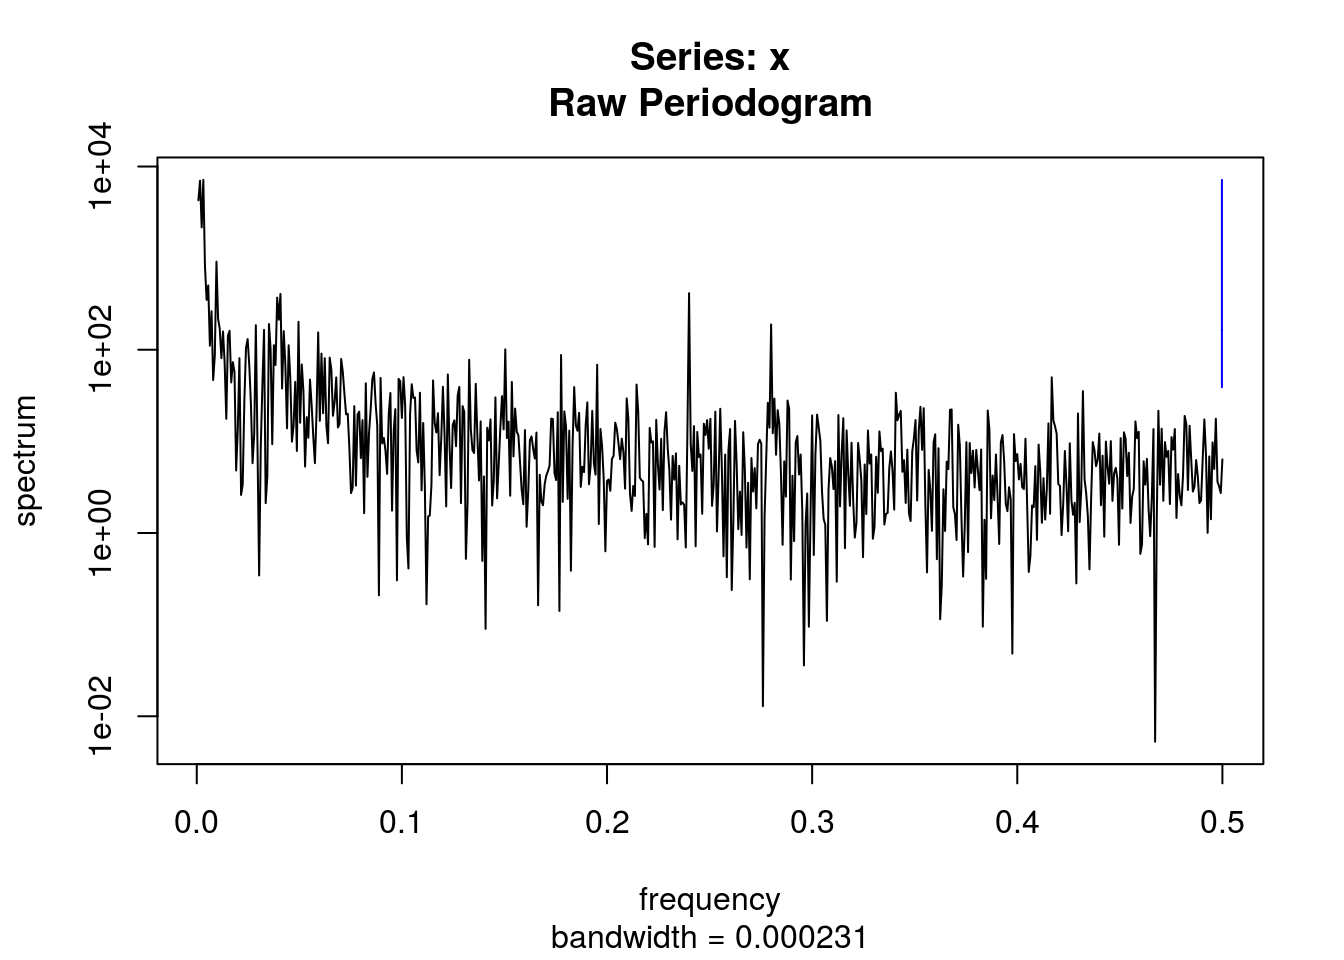 Series: x
Raw Periodogram
1e+04
1e+02
1e+00
1e-02
spectrum
0.0 0.1 0.2 0.3 0.4 0.5
frequency
bandwidth = 0.000231